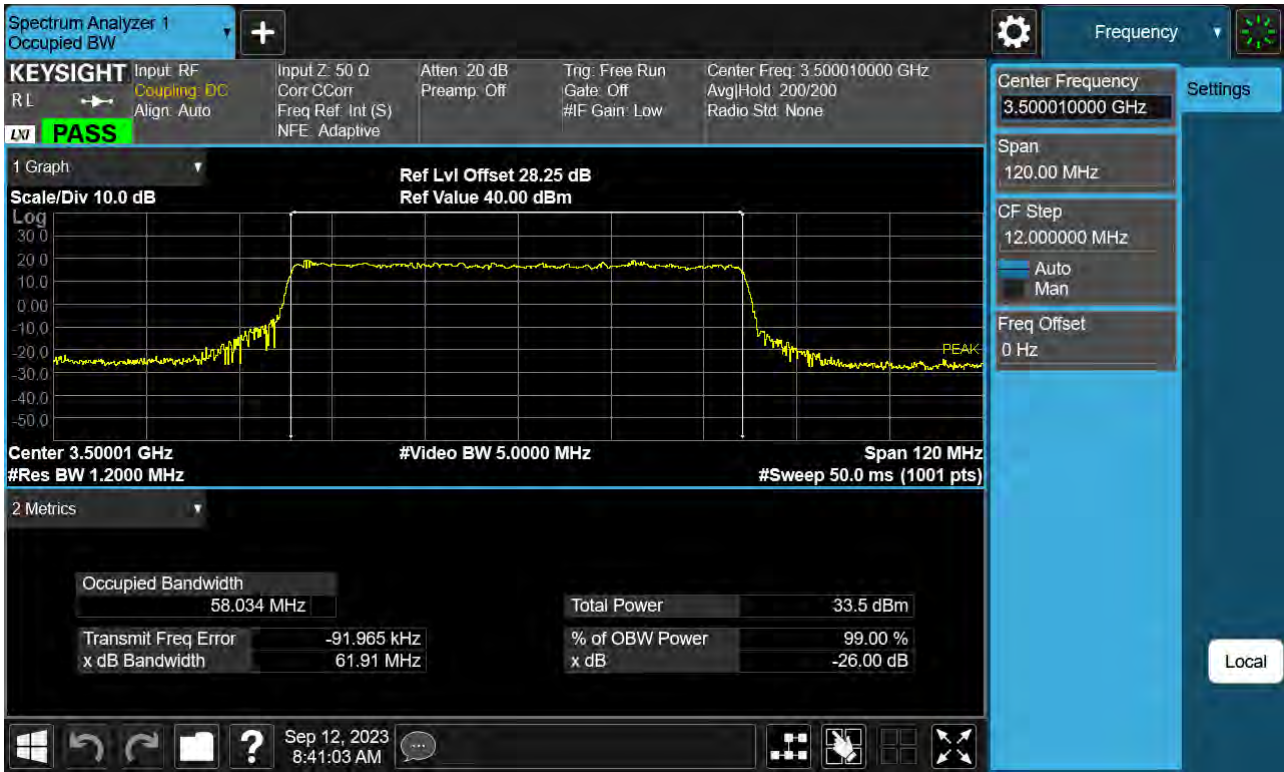 Spectrum Analyzer 1
Occupied BW
Frequency
KEYSIGHT
RL
LXI
PASS
Input: RF
Coupling: DC
Align: Auto
Input Z: 50 Ω
Corr CCorr
Freq Ref: Int (S)
NFE: Adaptive
Atten: 20 dB
Preamp: Off
Trig: Free Run
Gate: Off
#IF Gain: Low
Center Freq: 3.500010000 GHz
Avg|Hold: 200/200
Radio Std: None
Center Frequency
3.500010000 GHz
Settings
Span
120.00 MHz
CF Step
12.000000 MHz
Auto
Man
Freq Offset
0 Hz
Local
1 Graph
Scale/Div 10.0 dB
Ref Lvl Offset 28.25 dB
Ref Value 40.00 dBm
Log
30.0
20.0
10.0
0.00
-10.0
-20.0
-30.0
-40.0
-50.0
PEAK
Center 3.50001 GHz
#Video BW 5.0000 MHz
Span 120 MHz
#Res BW 1.2000 MHz
#Sweep 50.0 ms (1001 pts)
2 Metrics
Occupied Bandwidth
58.034 MHz
Total Power 33.5 dBm
Transmit Freq Error -91.965 kHz
% of OBW Power 99.00 %
x dB Bandwidth 61.91 MHz
x dB -26.00 dB
?
Sep 12, 2023
8:41:03 AM